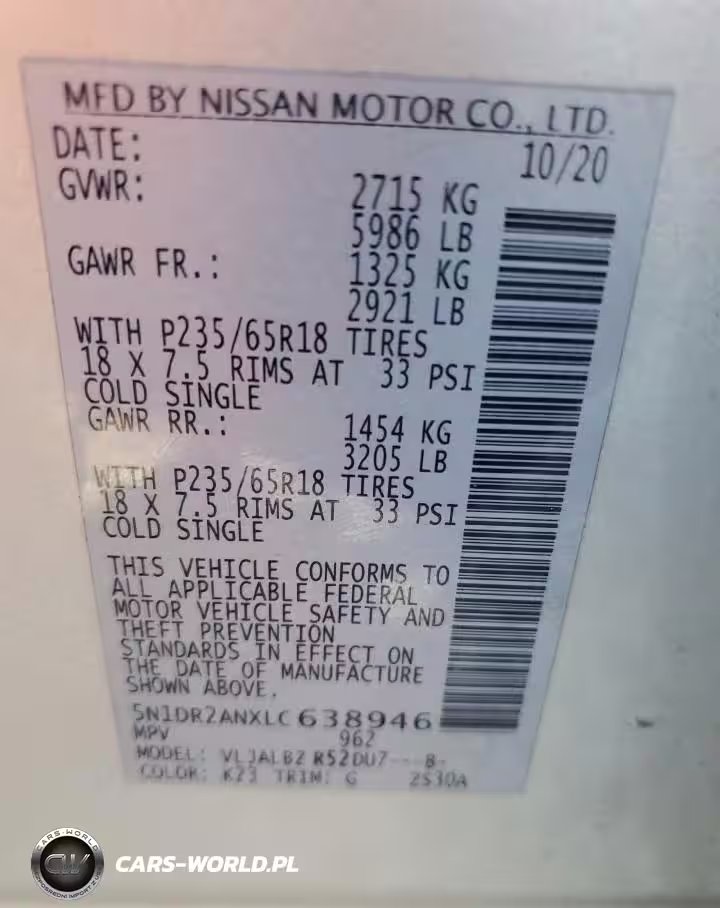 MFD BY NISSAN MOTOR CO., LTD.
DATE: 10/20
GVWR: 2715 KG
5986 LB
GAWR FR.: 1325 KG
2921 LB
WITH P235/65R18 TIRES
18 X 7.5 RIMS AT 33 PSI
COLD SINGLE
GAWR RR.: 1454 KG
3205 LB
WITH P235/65R18 TIRES
18 X 7.5 RIMS AT 33 PSI
COLD SINGLE
THIS VEHICLE CONFORMS TO
ALL APPLICABLE FEDERAL
MOTOR VEHICLE SAFETY AND
THEFT PREVENTION
STANDARDS IN EFFECT ON
THE DATE OF MANUFACTURE
SHOWN ABOVE.
5N1DR2ANXLC638946
MPV 962
MODEL: VLJALBZ R52DU7---B-
COLOR: K23 TRIM: G 2S30A
CARS-WORLD
CW
CARS-WORLD.PL